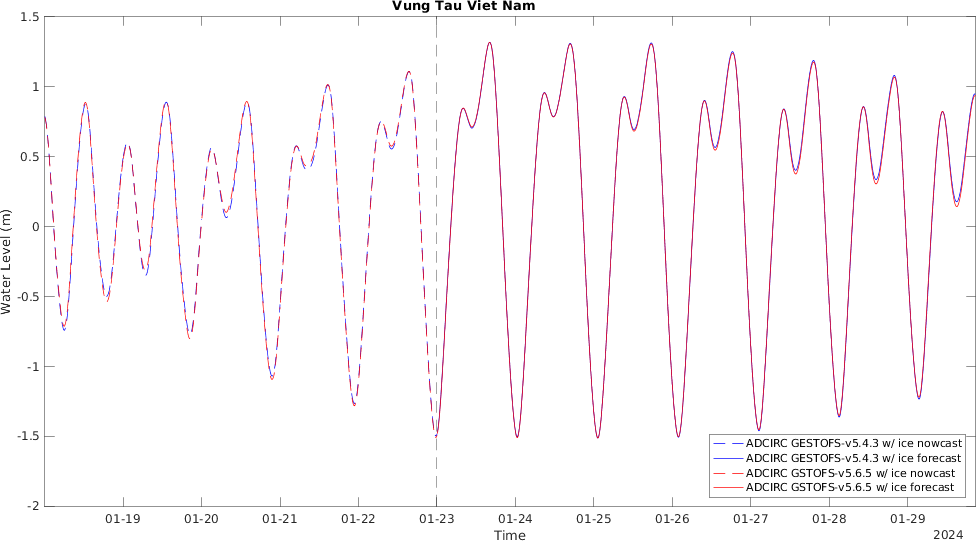 Vung Tau Viet Nam
1.5
1
0.5
0
-0.5
-1
-1.5
-2
Water Level (m)
01-19 01-20 01-21 01-22 01-23 01-24 01-25 01-26 01-27 01-28 01-29
Time
2024
ADCIRC GESTOFS-v5.4.3 w/ ice nowcast
ADCIRC GESTOFS-v5.4.3 w/ ice forecast
ADCIRC GSTOFS-v5.6.5 w/ ice nowcast
ADCIRC GSTOFS-v5.6.5 w/ ice forecast